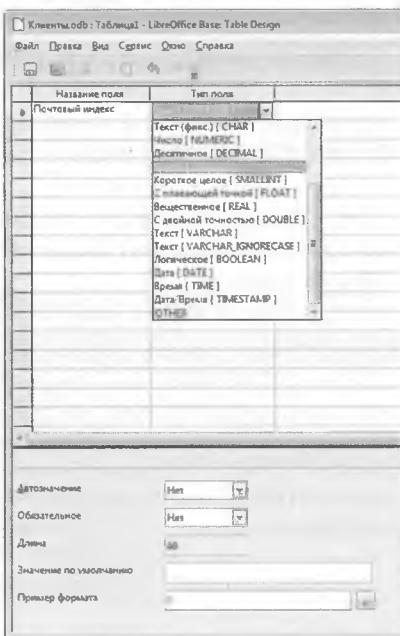 Клиенты.odb : Таблица1 - LibreOffice Base: Table Design
Файл Правка Вид Сервис Окно Справка
Название поля Тип поля
Почтовый индекс
Текст (фикс.) [ CHAR ]
Число [ NUMERIC ]
Десятичное [ DECIMAL ]
Короткое целое [ SMALLINT ]
С плавающей точкой [ FLOAT ]
Вещественное [ REAL ]
С двойной точностью [ DOUBLE ]
Текст [ VARCHAR ]
Текст [ VARCHAR_IGNORECASE ]
Логическое [ BOOLEAN ]
Дата [ DATE ]
Время [ TIME ]
Дата/Время [ TIMESTAMP ]
OTHER
Автозначение Нет
Обязательное Нет
Длина
Значение по умолчанию
Пример формата